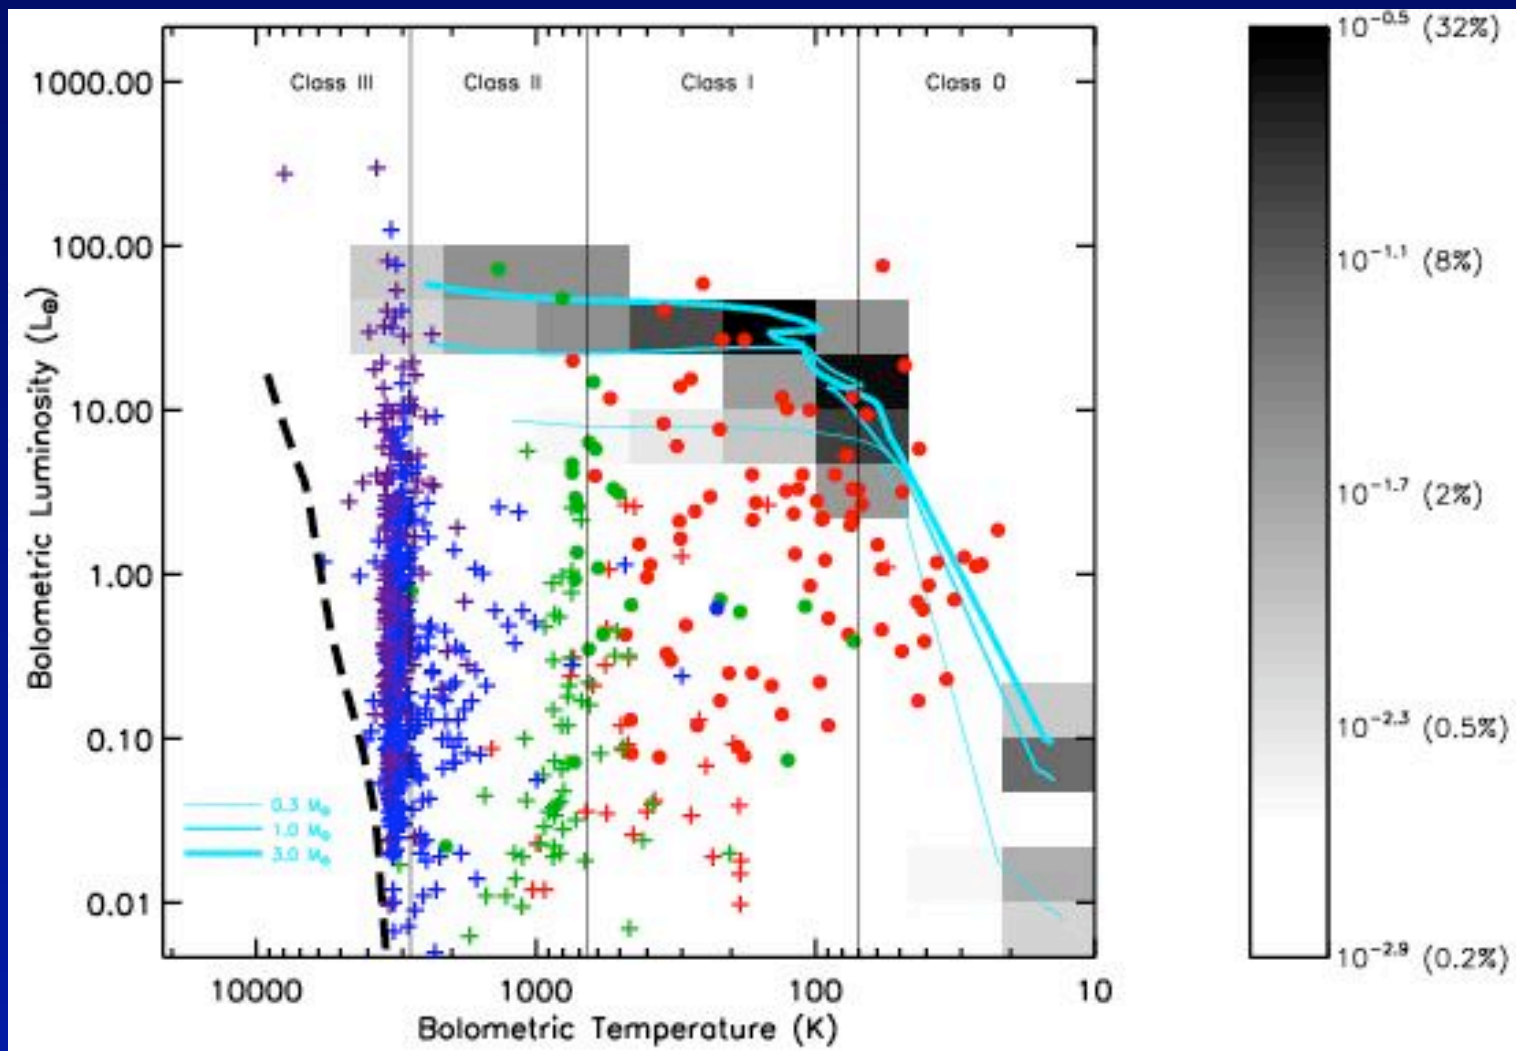 Class III Class II Class I Class 0
1000.00
100.00
10.00
1.00
0.10
0.01
Bolometric Luminosity (L⊙)
0.3 M⊙
1.0 M⊙
3.0 M⊙
10000 1000 100 10
Bolometric Temperature (K)
10^-0.5 (32%)
10^-1.1 (8%)
10^-1.7 (2%)
10^-2.3 (0.5%)
10^-2.9 (0.2%)